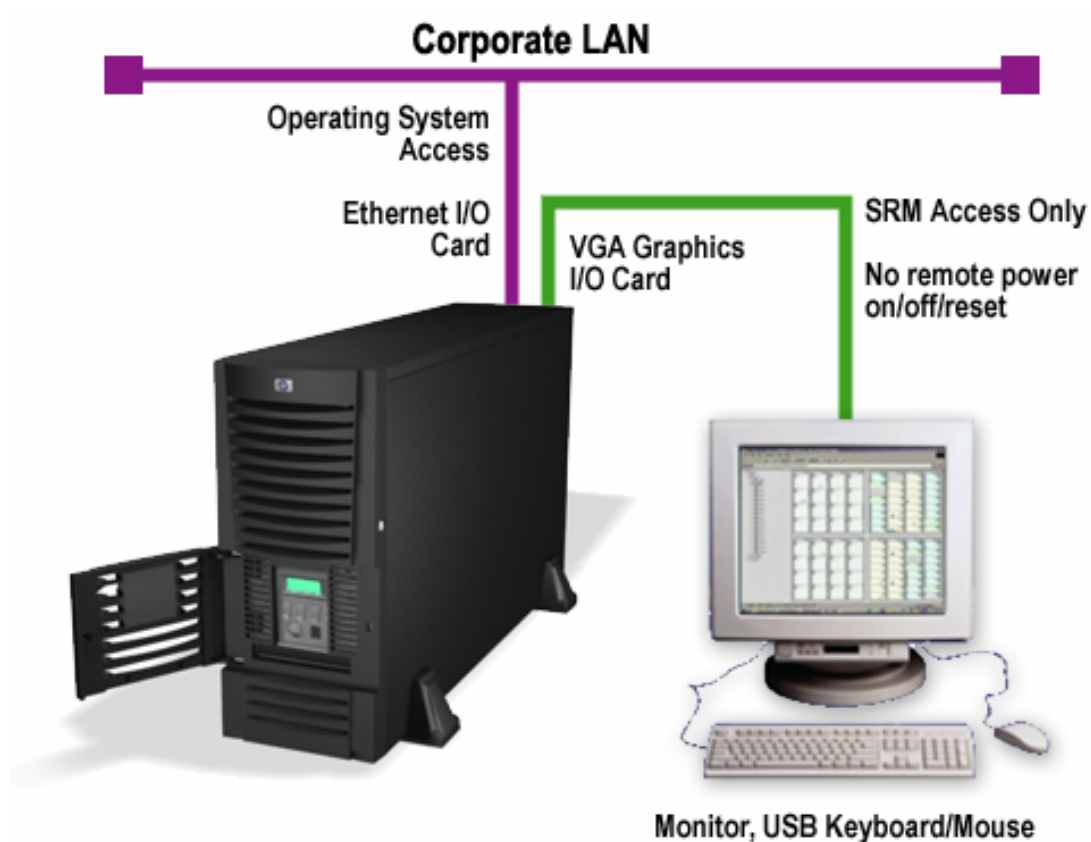 Corporate LAN
Operating System
Access
Ethernet I/O
Card
VGA Graphics
I/O Card
SRM Access Only
No remote power
on/off/reset
hp
Monitor, USB Keyboard/Mouse